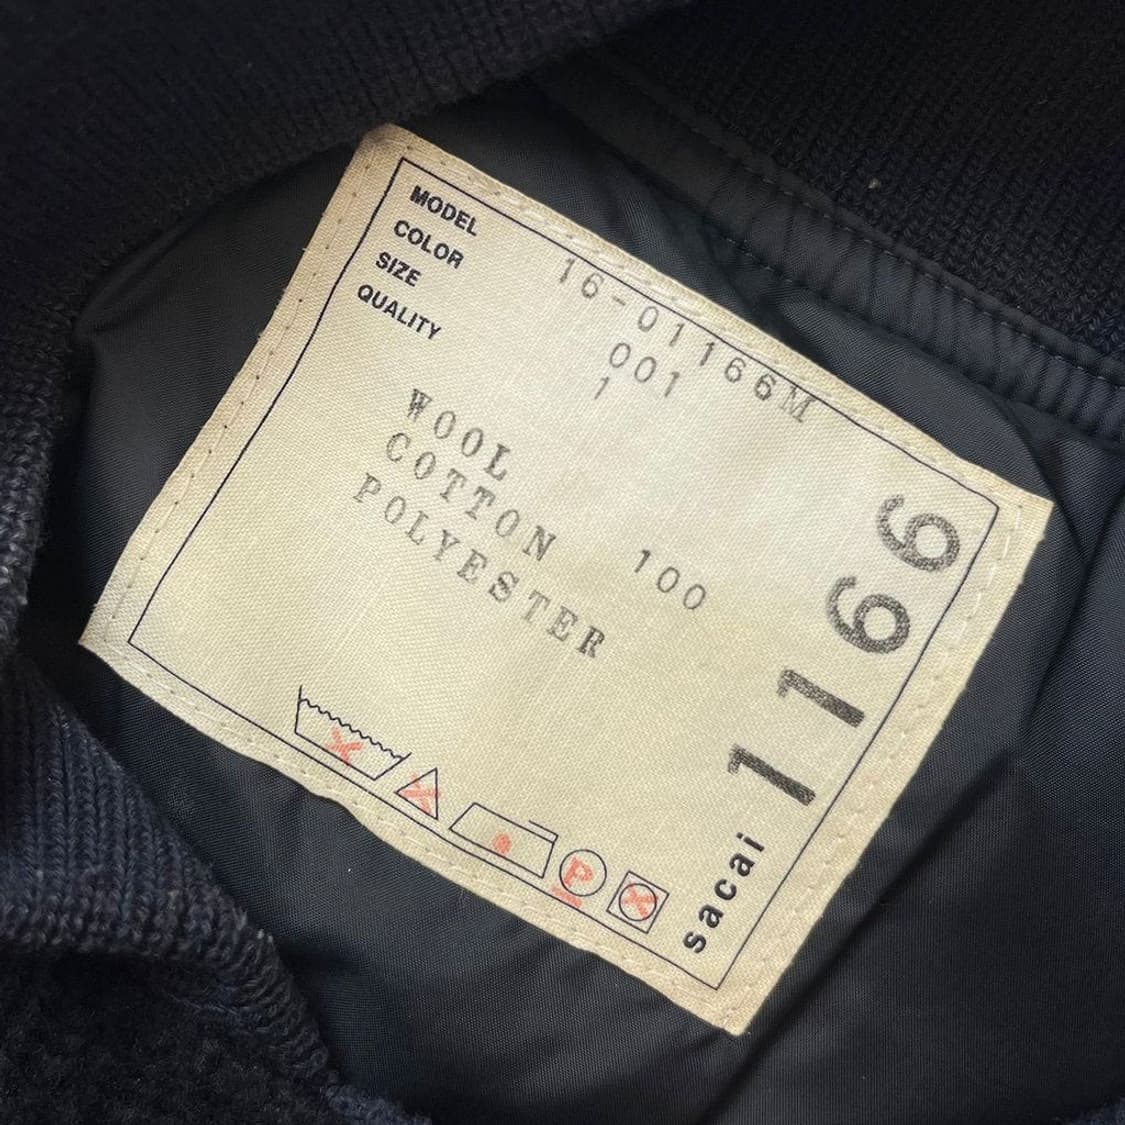 MODEL 16-01166M
COLOR 001
SIZE 1
QUALITY
WOOL
COTTON 100
POLYESTER
P
sacai 1166